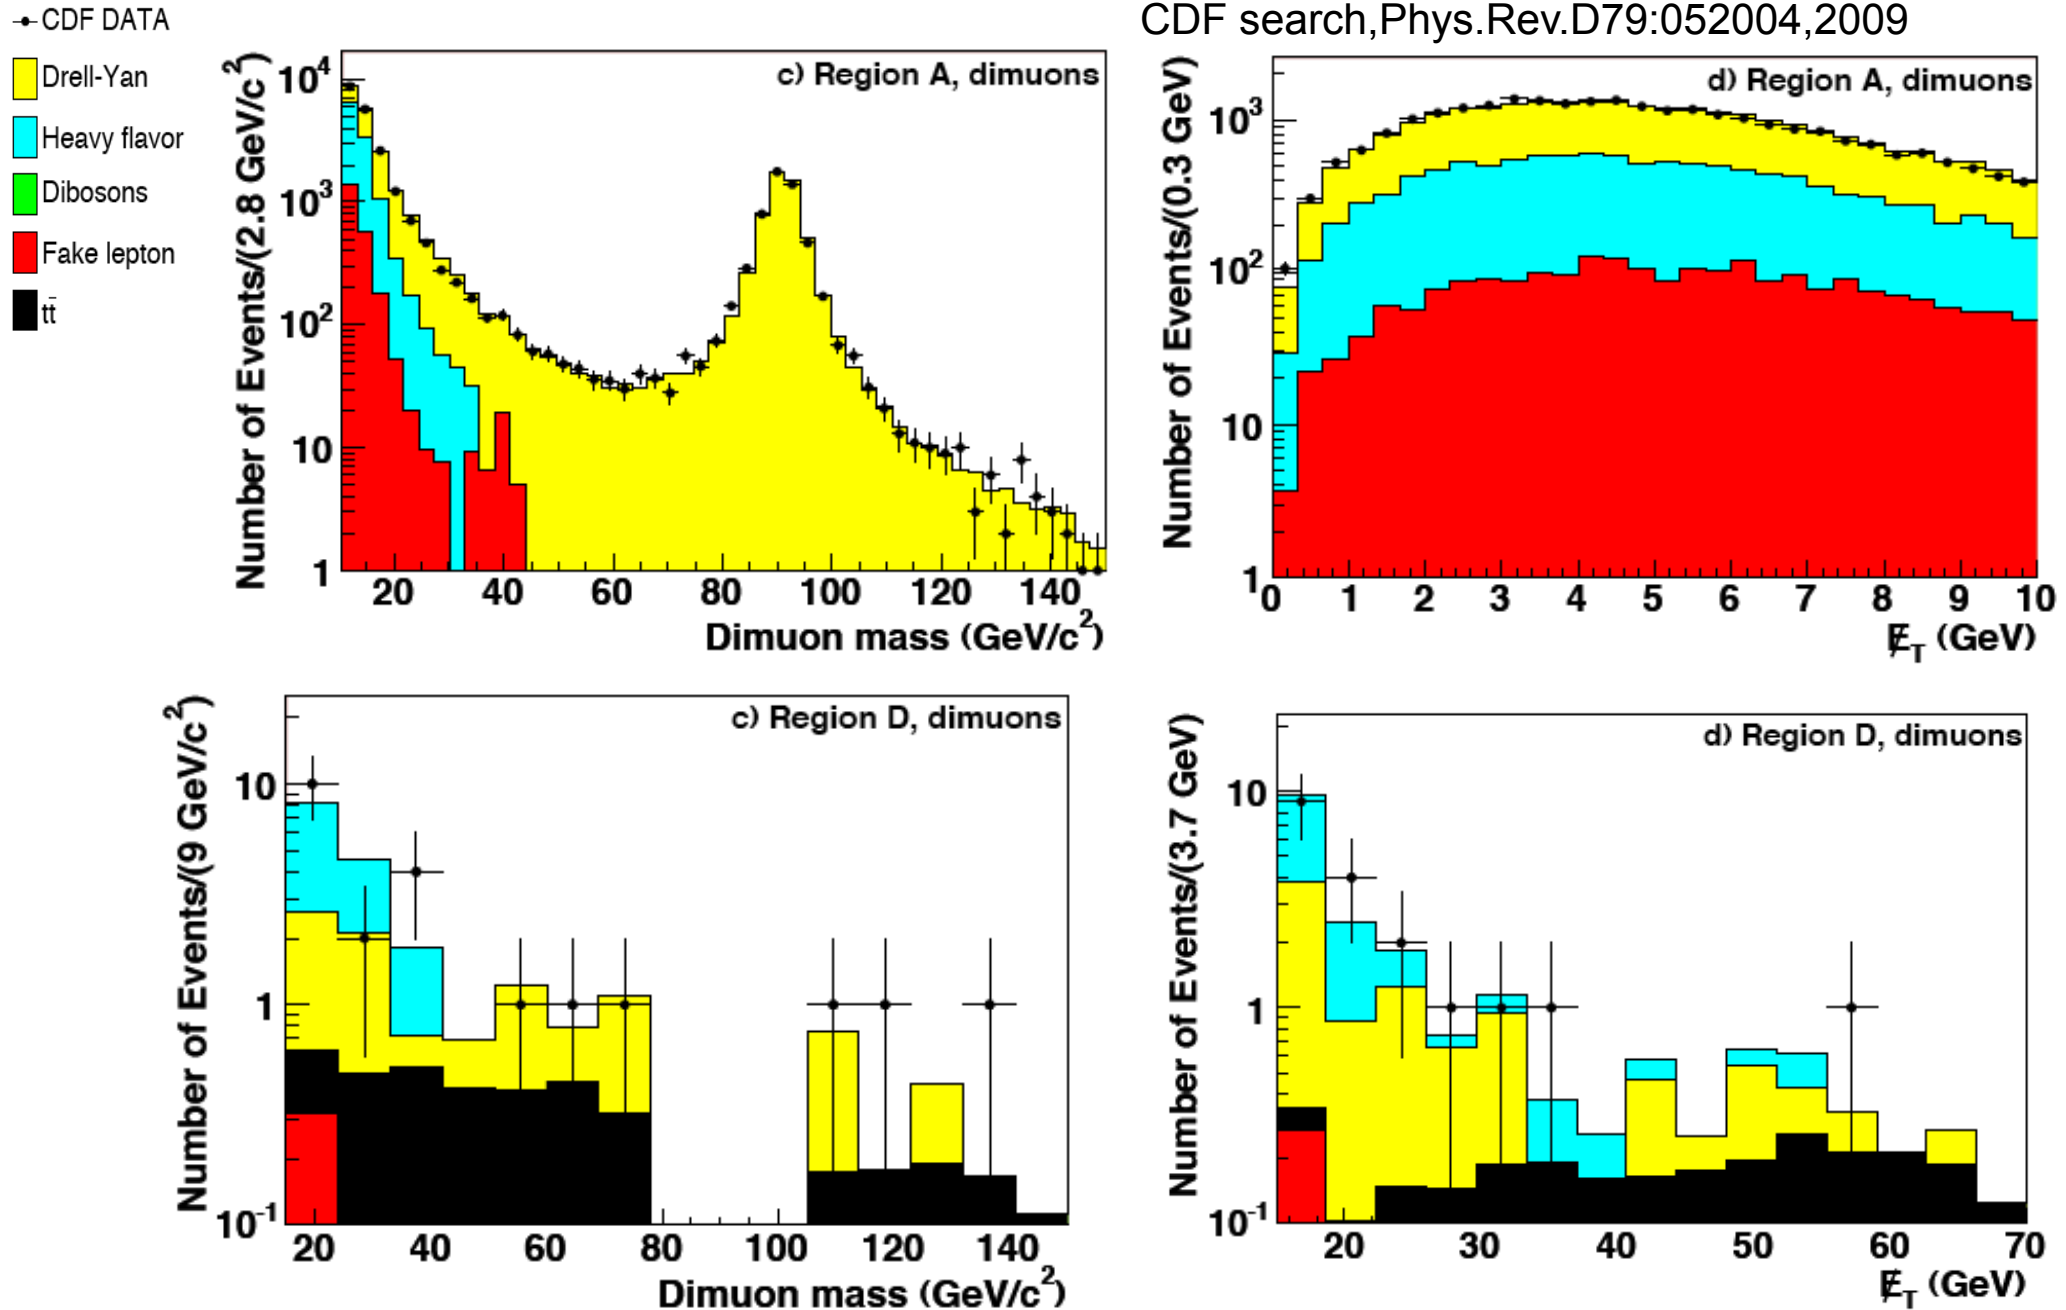 CDF DATA
Drell-Yan
Heavy flavor
Dibosons
Fake lepton
tt̄
CDF search,Phys.Rev.D79:052004,2009
c) Region A, dimuons
Number of Events/(2.8 GeV/c²)
10⁴
10³
10²
10
1
20 40 60 80 100 120 140
Dimuon mass (GeV/c²)
d) Region A, dimuons
Number of Events/(0.3 GeV)
10³
10²
10
1
0 1 2 3 4 5 6 7 8 9 10
E̸_T (GeV)
c) Region D, dimuons
Number of Events/(9 GeV/c²)
10
1
10⁻¹
20 40 60 80 100 120 140
Dimuon mass (GeV/c²)
d) Region D, dimuons
Number of Events/(3.7 GeV)
10
1
10⁻¹
20 30 40 50 60 70
E̸_T (GeV)